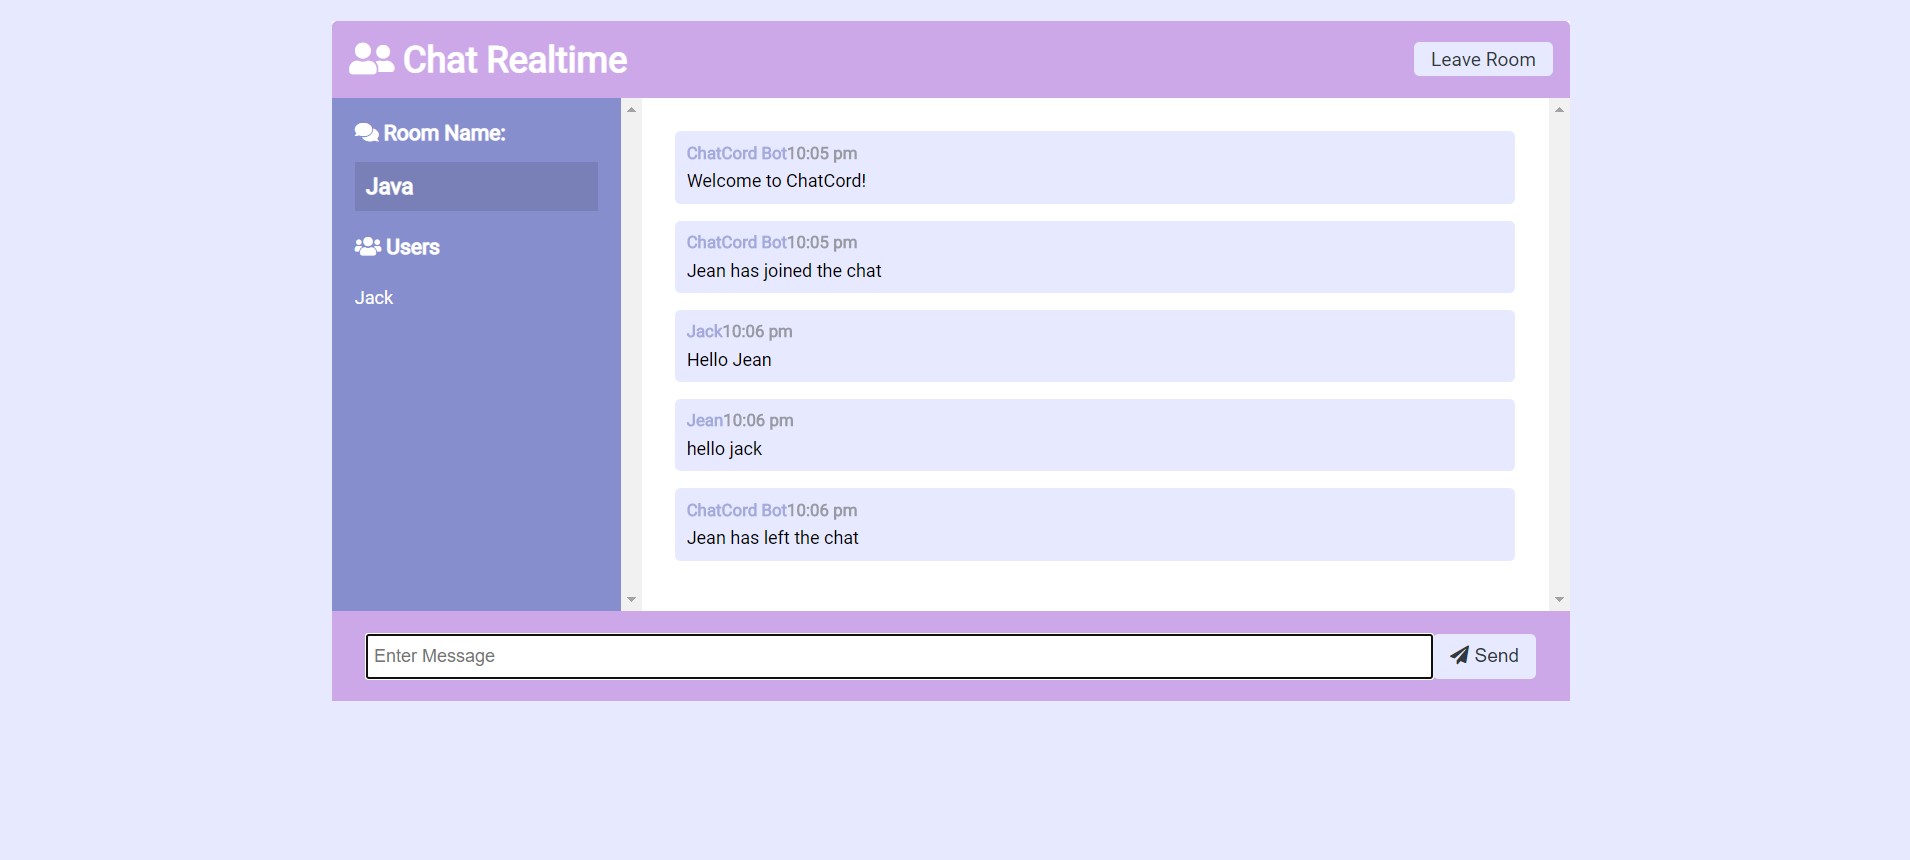 Chat Realtime
Leave Room
Room Name:
Java
Users
Jack
ChatCord Bot10:05 pm
Welcome to ChatCord!
ChatCord Bot10:05 pm
Jean has joined the chat
Jack10:06 pm
Hello Jean
Jean10:06 pm
hello jack
ChatCord Bot10:06 pm
Jean has left the chat
Enter Message
Send